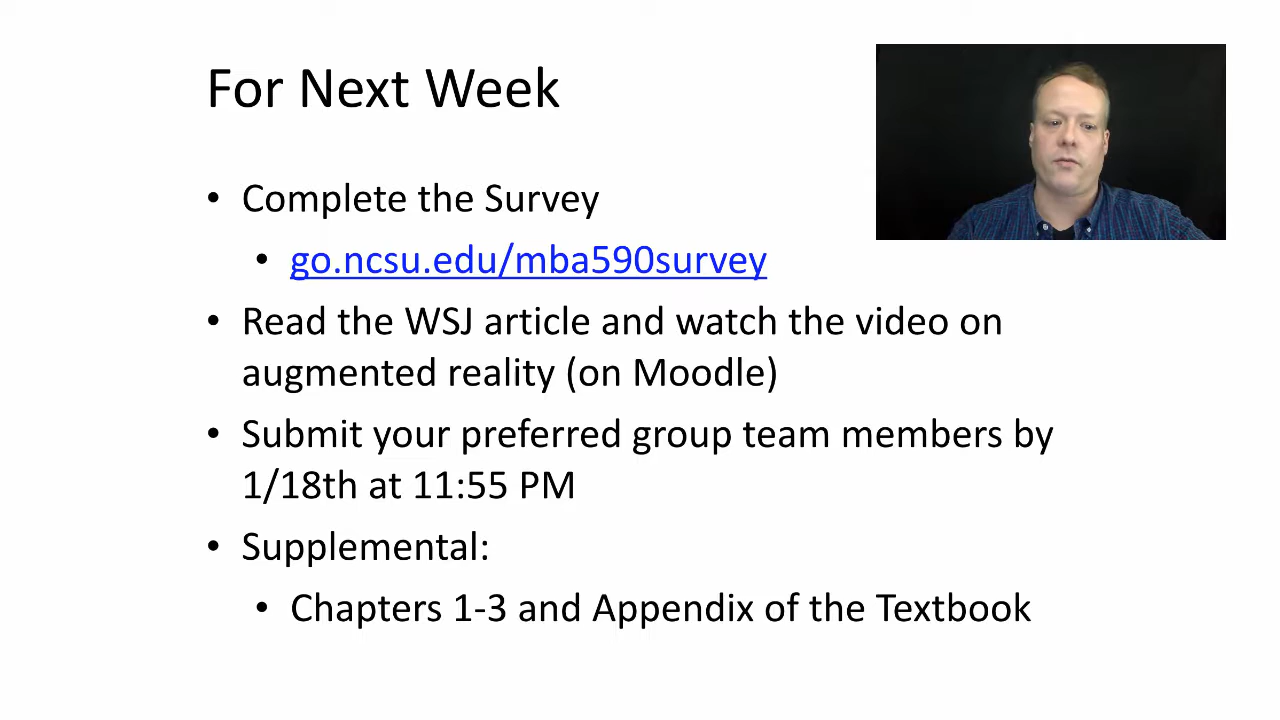 For Next Week
• Complete the Survey
• go.ncsu.edu/mba590survey
• Read the WSJ article and watch the video on
augmented reality (on Moodle)
• Submit your preferred group team members by
1/18th at 11:55 PM
• Supplemental:
• Chapters 1-3 and Appendix of the Textbook